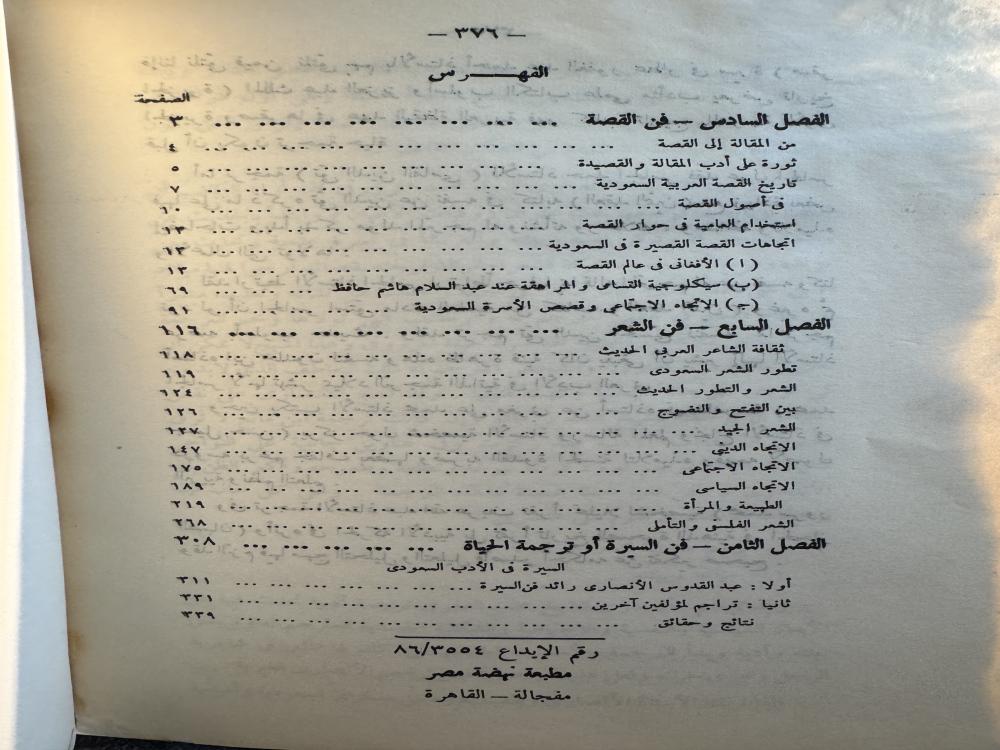 — ٣٧٦ —
الفهـــرس
الصفحة
الفصل السادس — فن القصة ... ... ... ... ... ... ... ... ٣
من المقالة إلى القصة ... ... ... ... ... ... ... ... ٤
ثورة على أدب المقالة والقصيدة ... ... ... ... ... ... ... ... ٥
تاريخ القصة العربية السعودية ... ... ... ... ... ... ... ... ٧
فى أصول القصة ... ... ... ... ... ... ... ... ١٠
استخدام العامية فى حوار القصة ... ... ... ... ... ... ... ... ١٣
اتجاهات القصة القصيرة فى السعودية ... ... ... ... ... ... ... ... ١٣
( ا ) الأفغانى فى عالم القصة ... ... ... ... ... ... ... ... ١٣
(ب) سيكلوجية التسامى والمراهقة عند عبد السلام هاشم حافظ ... ... ... ٦٩
(جـ) الاتجاه الاجتماعى وقصص الأسرة السعودية ... ... ... ... ... ٩١
الفصل السابع — فن الشعر ... ... ... ... ... ... ... ... ١١٦
ثقافة الشاعر العربى الحديث ... ... ... ... ... ... ... ... ١١٨
تطور الشعر السعودى ... ... ... ... ... ... ... ... ١١٩
الشعر والتطور الحديث ... ... ... ... ... ... ... ... ١٢٤
بين التفتح والنضوج ... ... ... ... ... ... ... ... ١٢٦
الشعر الجيد ... ... ... ... ... ... ... ... ١٣٧
الاتجاه الدينى ... ... ... ... ... ... ... ... ١٤٧
الاتجاه الاجتماعى ... ... ... ... ... ... ... ... ١٧٥
الاتجاه السياسى ... ... ... ... ... ... ... ... ١٨٩
الطبيعة والمرأة ... ... ... ... ... ... ... ... ٢١٩
الشعر الفلسفى والتأملى ... ... ... ... ... ... ... ... ٢٦٨
الفصل الثامن — فن السيرة أو ترجمة الحياة ... ... ... ... ... ٣٠٨
السيرة فى الأدب السعودى
أولا : عبد القدوس الأنصارى رائد فن السيرة ... ... ... ... ... ... ٣١١
ثانيا : تراجم لمؤلفين آخرين ... ... ... ... ... ... ... ... ٣٣١
نتائج وحقائق ... ... ... ... ... ... ... ... ٣٣٩
رقم الإيداع ٨٦/٣٥٥٤
مطبعة نهضة مصر
مفجالة — القاهرة